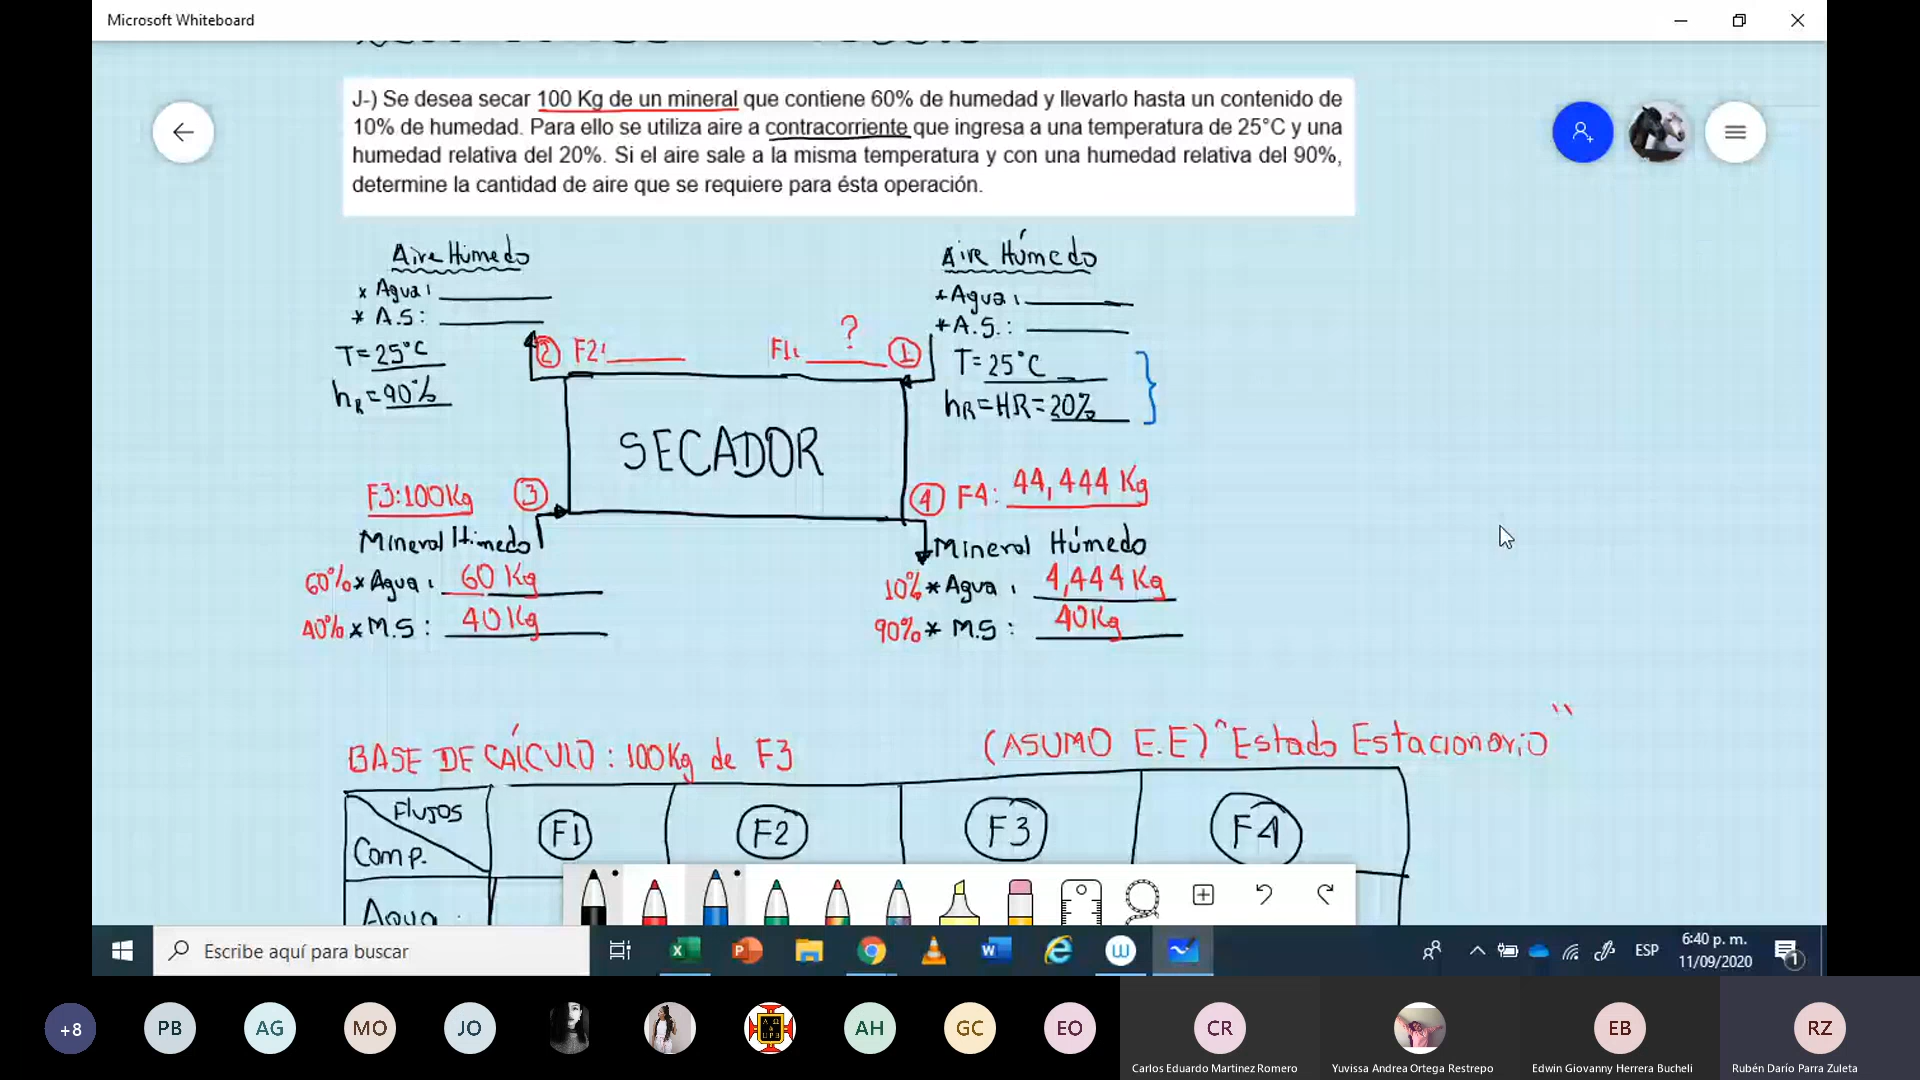 Microsoft Whiteboard
J-) Se desea secar 100 Kg de un mineral que contiene 60% de humedad y llevarlo hasta un contenido de
10% de humedad. Para ello se utiliza aire a contracorriente que ingresa a una temperatura de 25°C y una
humedad relativa del 20%. Si el aire sale a la misma temperatura y con una humedad relativa del 90%,
determine la cantidad de aire que se requiere para ésta operación.
Aire Húmedo
* Agua:
* A.S:
T=25°C
hR=90%
Aire Húmedo
* Agua:
* A.S.:
T=25°C
hR=HR=20%
2 F2:
F1: ? 1
SECADOR
F3:100Kg 3
Mineral Húmedo
60% * Agua: 60 Kg
40% * M.S: 40 Kg
4 F4: 44,444 Kg
Mineral Húmedo
10% * Agua: 4,444 Kg
90% * M.S: 40Kg
BASE DE CÁLCULO: 100Kg de F3
(ASUMO E.E) "Estado Estacionario"
Flujos
Comp.
F1
F2
F3
F4
Agua
Escribe aquí para buscar
ESP
6:40 p. m.
11/09/2020
1
+8
PB
AG
MO
JO
AH
GC
EO
CR
EB
RZ
Carlos Eduardo Martinez Romero
Yuvissa Andrea Ortega Restrepo
Edwin Giovanny Herrera Bucheli
Rubén Darío Parra Zuleta